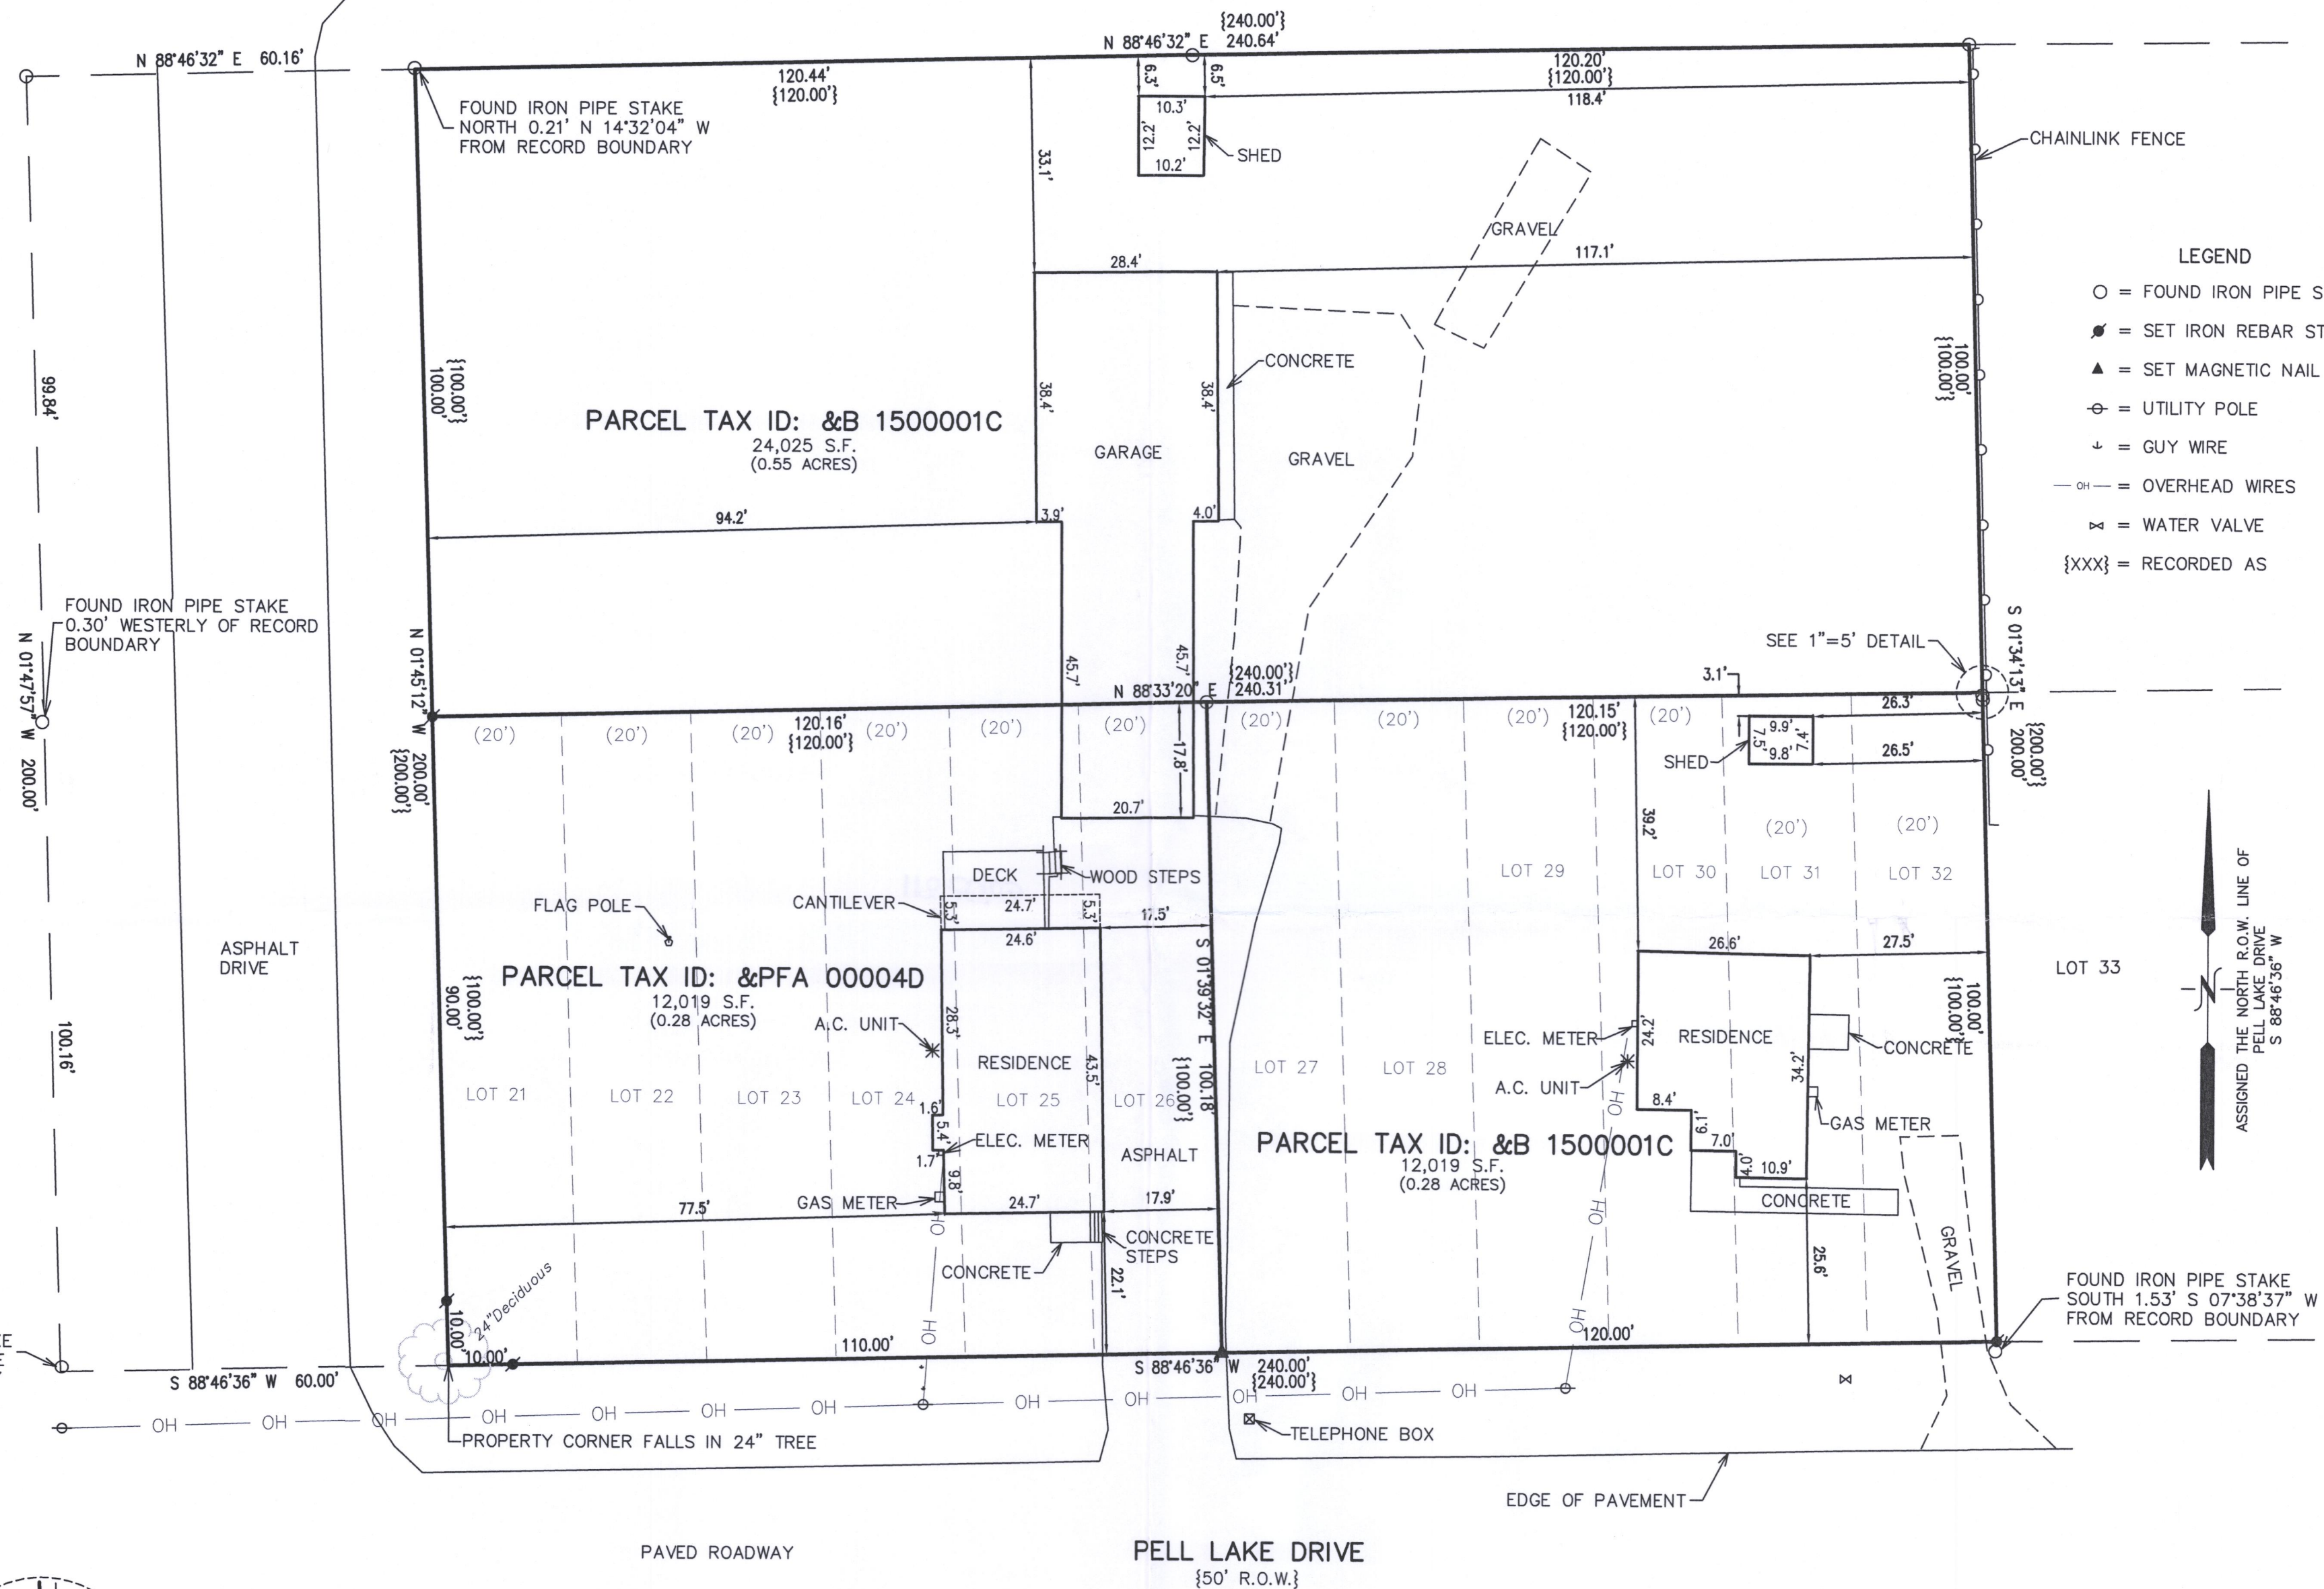 {240.00'}
N 88°46'32" E 240.64'
N 88°46'32" E 60.16'
120.44'
{120.00'}
120.20'
{120.00'}
118.4'
6.3'
6.5'
10.3'
12.2'
12.2'
10.2'
SHED
FOUND IRON PIPE STAKE
NORTH 0.21' N 14°32'04" W
FROM RECORD BOUNDARY
33.1'
CHAINLINK FENCE
GRAVEL
28.4'
117.1'
LEGEND
= FOUND IRON PIPE S
= SET IRON REBAR ST
= SET MAGNETIC NAIL
= UTILITY POLE
= GUY WIRE
— OH — = OVERHEAD WIRES
= WATER VALVE
{XXX} = RECORDED AS
99.84'
{100.00'}
100.00'
100.00'
{100.00'}
CONCRETE
38.4'
38.4'
PARCEL TAX ID: &B 1500001C
24,025 S.F.
(0.55 ACRES)
GARAGE
GRAVEL
94.2'
3.9'
4.0'
FOUND IRON PIPE STAKE
0.30' WESTERLY OF RECORD
BOUNDARY
N 01°47'57" W 200.00'
N 01°45'12" W 200.00'
{200.00'}
SEE 1"=5' DETAIL
S 01°34'13" E 200.00'
{200.00'}
45.7'
45.7'
{240.00'}
N 88°33'20" E 240.31'
3.1'
26.3'
(20')
(20')
(20')
120.16'
{120.00'}
(20')
(20')
(20')
(20')
(20')
(20')
120.15'
{120.00'}
(20')
17.8'
9.9'
7.5'
7.4'
9.8'
SHED
26.5'
20.7'
39.2'
(20')
(20')
DECK
WOOD STEPS
LOT 29
LOT 30
LOT 31
LOT 32
FLAG POLE
CANTILEVER
5.3'
24.7'
5.3'
17.5'
24.6'
ASPHALT
DRIVE
26.6'
27.5'
LOT 33
PARCEL TAX ID: &PFA 00004D
12,019 S.F.
(0.28 ACRES)
{100.00'}
90.00'
100.16'
S 01°39'32" E 100.18'
{100.00'}
100.00'
{100.00'}
N
ASSIGNED THE NORTH R.O.W. LINE OF
PELL LAKE DRIVE
S 88°46'36" W
A.C. UNIT
28.3'
RESIDENCE
43.5'
ELEC. METER
24.2'
RESIDENCE
CONCRETE
34.2'
LOT 27
LOT 28
A.C. UNIT
OH
LOT 21
LOT 22
LOT 23
LOT 24
LOT 25
LOT 26
1.6'
5.4'
ELEC. METER
8.4'
6.1'
7.0'
GAS METER
1.7'
9.8'
ASPHALT
PARCEL TAX ID: &B 1500001C
12,019 S.F.
(0.28 ACRES)
4.0'
10.9'
GAS METER
77.5'
24.7'
17.9'
CONCRETE
OH
OH
CONCRETE
STEPS
CONCRETE
22.1'
25.6'
GRAVEL
24"Deciduous
FOUND IRON PIPE STAKE
SOUTH 1.53' S 07°38'37" W
FROM RECORD BOUNDARY
10.00'
10.00'
110.00'
OH
OH
120.00'
S 88°46'36" W 60.00'
S 88°46'36" W 240.00'
{240.00'}
OH OH OH OH OH OH OH OH OH OH OH OH
PROPERTY CORNER FALLS IN 24" TREE
TELEPHONE BOX
EDGE OF PAVEMENT
PAVED ROADWAY
PELL LAKE DRIVE
{50' R.O.W.}